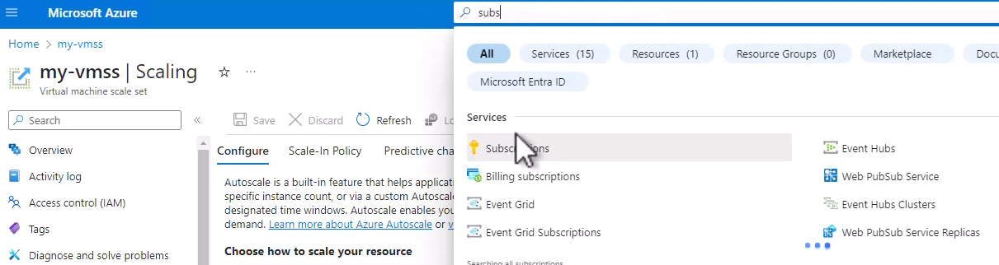 Microsoft Azure
subs
Home > my-vmss
my-vmss | Scaling
Virtual machine scale set
Search
Overview
Activity log
Access control (IAM)
Tags
Diagnose and solve problems
Save Discard Refresh
Configure Scale-In Policy Predictive cha
Autoscale is a built-in feature that helps applicati
specific instance count, or via a custom Autoscale
designated time windows. Autoscale enables you
demand. Learn more about Azure Autoscale or v
Choose how to scale your resource
All Services (15) Resources (1) Resource Groups (0) Marketplace Docu
Microsoft Entra ID
Services
Subscriptions
Billing subscriptions
Event Grid
Event Grid Subscriptions
Event Hubs
Web PubSub Service
Event Hubs Clusters
Web PubSub Service Replicas
Searching all subscriptions